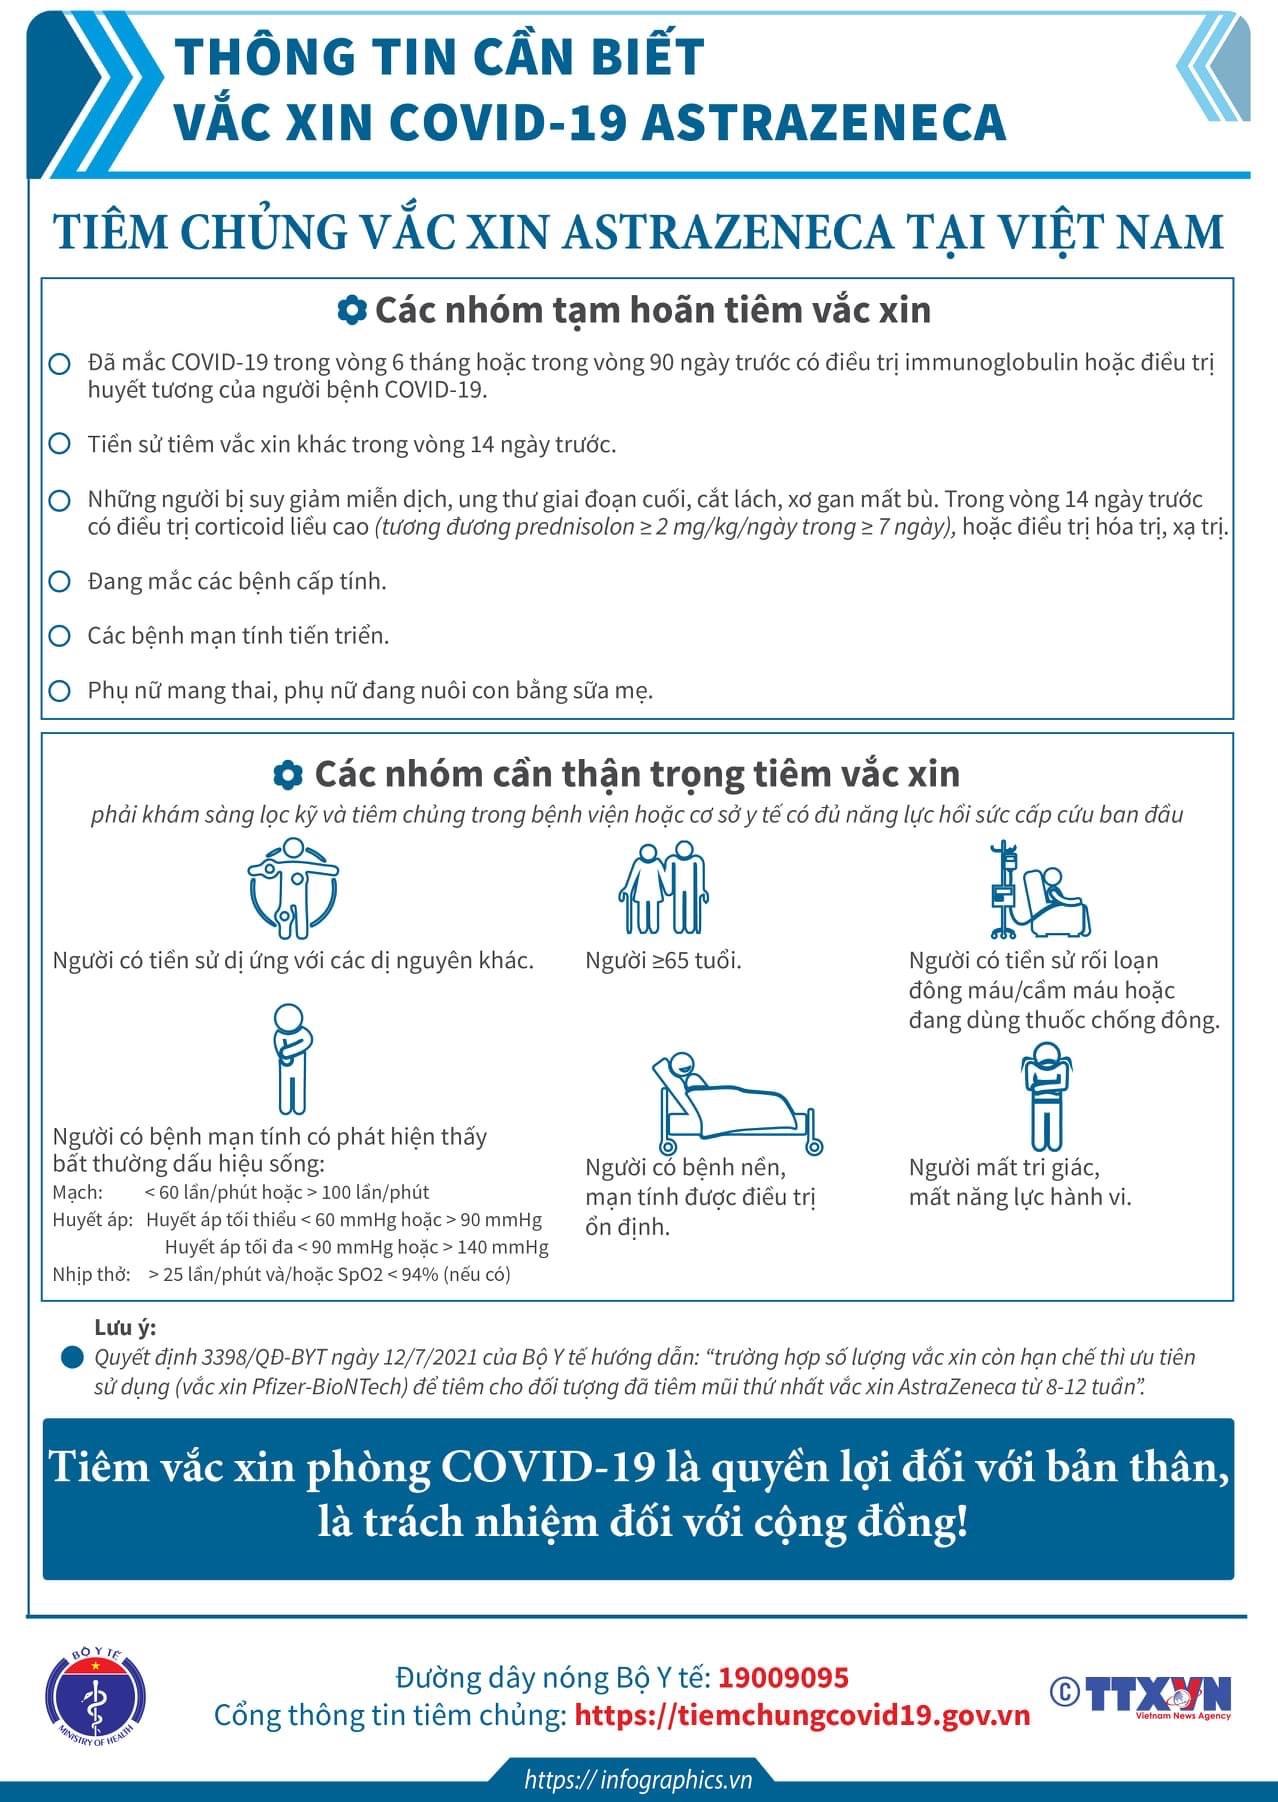 THÔNG TIN CẦN BIẾT
VẮC XIN COVID-19 ASTRAZENECA
TIÊM CHỦNG VẮC XIN ASTRAZENECA TẠI VIỆT NAM
Các nhóm tạm hoãn tiêm vắc xin
Đã mắc COVID-19 trong vòng 6 tháng hoặc trong vòng 90 ngày trước có điều trị immunoglobulin hoặc điều trị
huyết tương của người bệnh COVID-19.
Tiền sử tiêm vắc xin khác trong vòng 14 ngày trước.
Những người bị suy giảm miễn dịch, ung thư giai đoạn cuối, cắt lách, xơ gan mất bù. Trong vòng 14 ngày trước
có điều trị corticoid liều cao (tương đương prednisolon ≥ 2 mg/kg/ngày trong ≥ 7 ngày), hoặc điều trị hóa trị, xạ trị.
Đang mắc các bệnh cấp tính.
Các bệnh mạn tính tiến triển.
Phụ nữ mang thai, phụ nữ đang nuôi con bằng sữa mẹ.
Các nhóm cần thận trọng tiêm vắc xin
phải khám sàng lọc kỹ và tiêm chủng trong bệnh viện hoặc cơ sở y tế có đủ năng lực hồi sức cấp cứu ban đầu
Người có tiền sử dị ứng với các dị nguyên khác.
Người ≥65 tuổi.
Người có tiền sử rối loạn
đông máu/cầm máu hoặc
đang dùng thuốc chống đông.
Người có bệnh mạn tính có phát hiện thấy
bất thường dấu hiệu sống:
Mạch: < 60 lần/phút hoặc > 100 lần/phút
Huyết áp: Huyết áp tối thiểu < 60 mmHg hoặc > 90 mmHg
Huyết áp tối đa < 90 mmHg hoặc > 140 mmHg
Nhịp thở: > 25 lần/phút và/hoặc SpO2 < 94% (nếu có)
Người có bệnh nền,
mạn tính được điều trị
ổn định.
Người mất tri giác,
mất năng lực hành vi.
Lưu ý:
Quyết định 3398/QĐ-BYT ngày 12/7/2021 của Bộ Y tế hướng dẫn: “trường hợp số lượng vắc xin còn hạn chế thì ưu tiên
sử dụng (vắc xin Pfizer-BioNTech) để tiêm cho đối tượng đã tiêm mũi thứ nhất vắc xin AstraZeneca từ 8-12 tuần”.
Tiêm vắc xin phòng COVID-19 là quyền lợi đối với bản thân,
là trách nhiệm đối với cộng đồng!
BỘ Y TẾ
MINISTRY OF HEALTH
Đường dây nóng Bộ Y tế: 19009095
Cổng thông tin tiêm chủng: https://tiemchungcovid19.gov.vn
© TTXVN
Vietnam News Agency
https:// infographics.vn